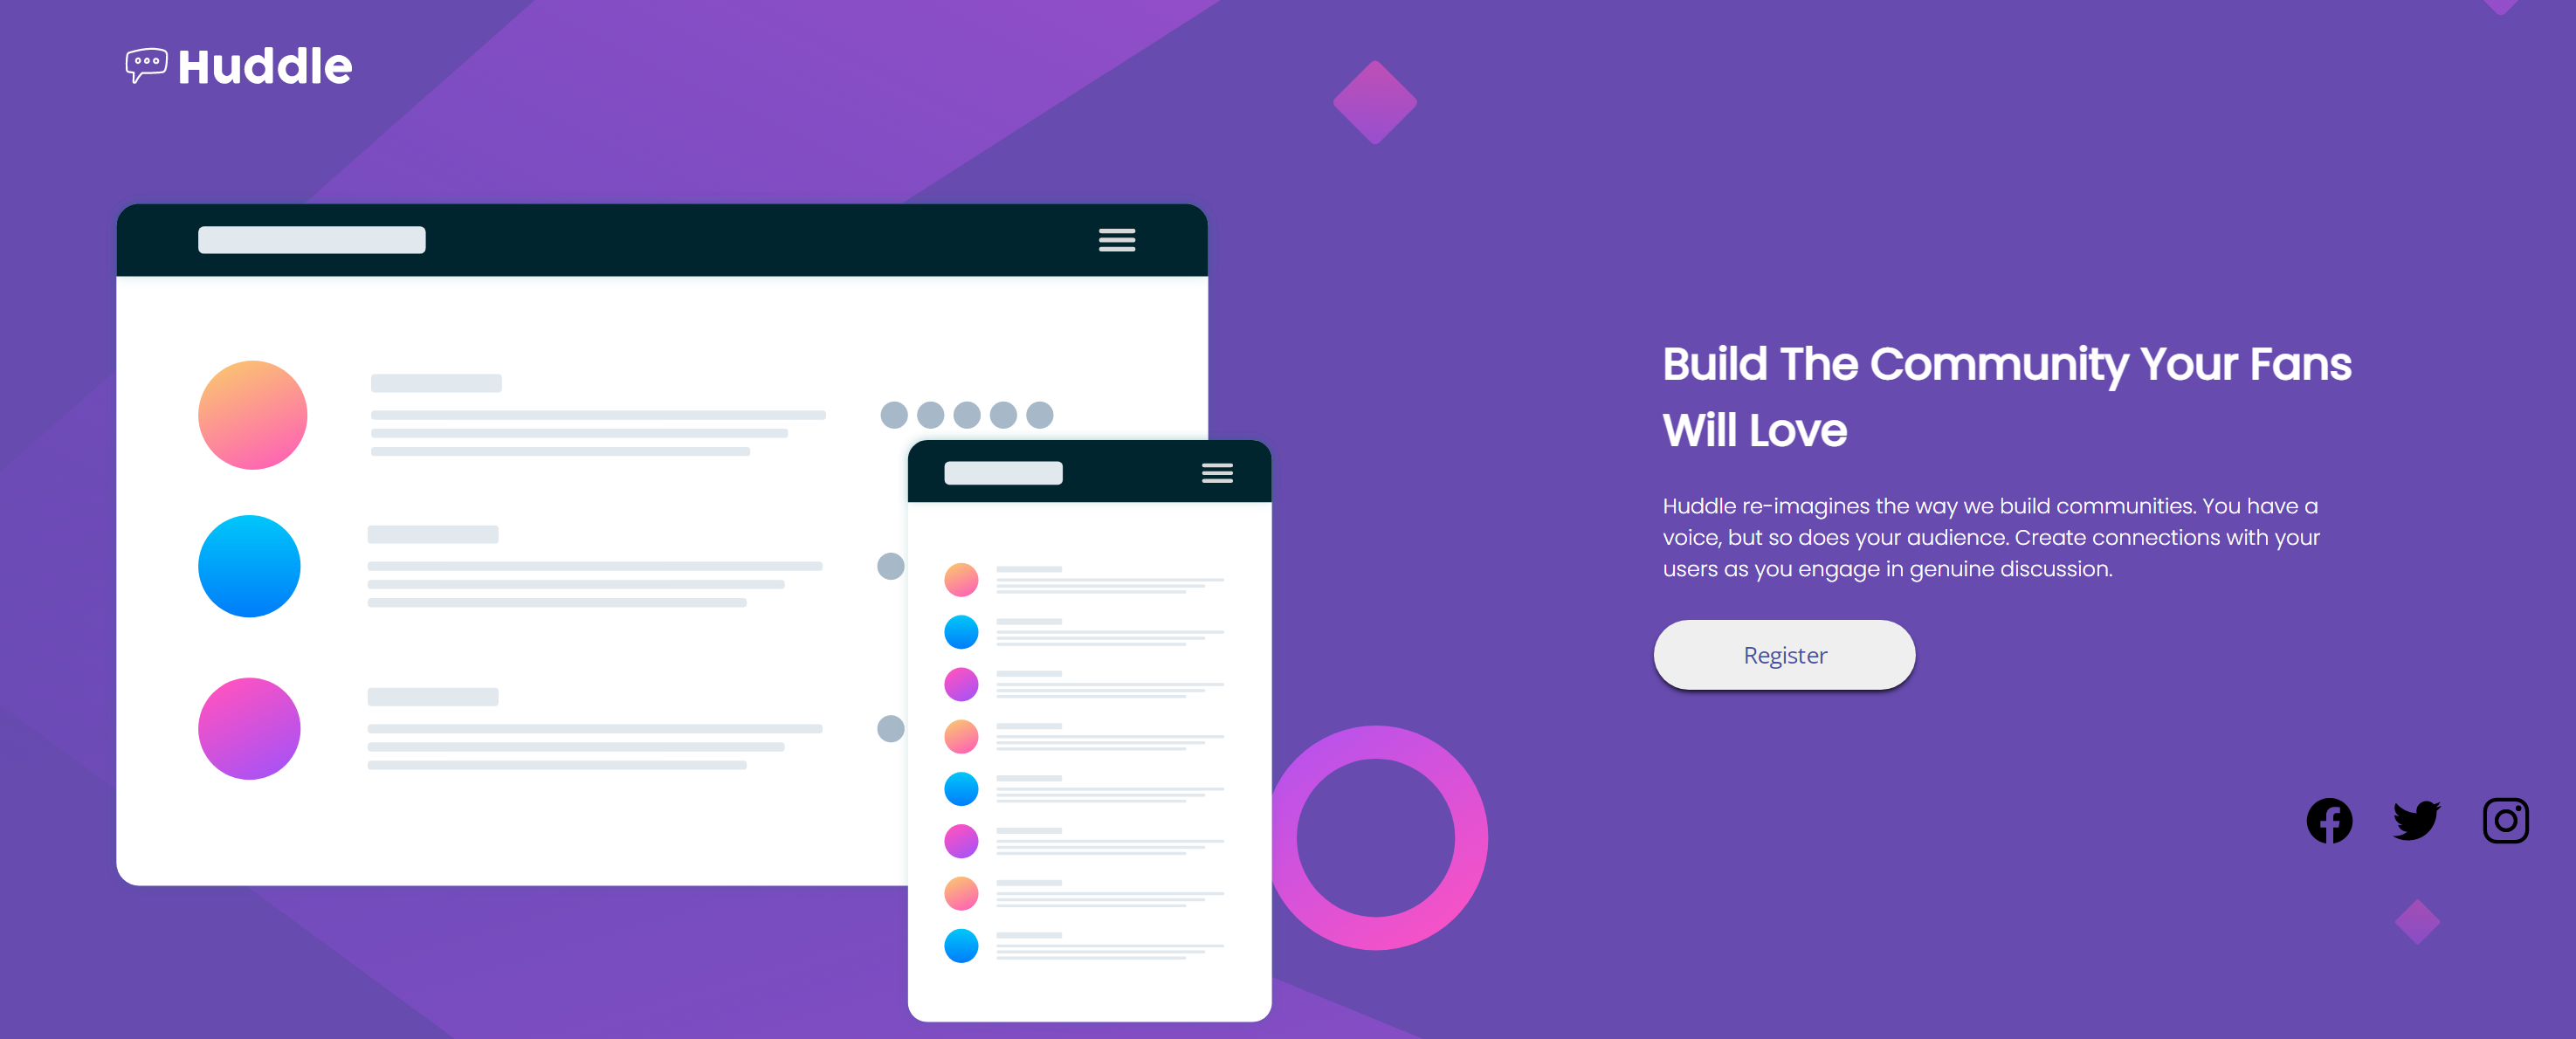 Huddle
Build The Community Your Fans
Will Love
Huddle re-imagines the way we build communities. You have a
voice, but so does your audience. Create connections with your
users as you engage in genuine discussion.
Register